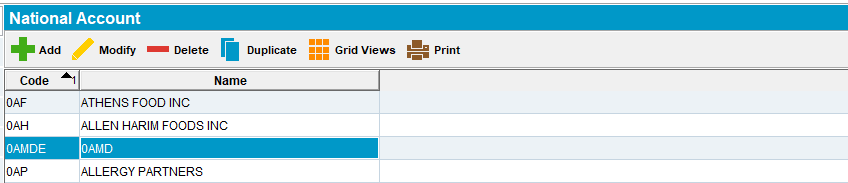 National Account
Add Modify Delete Duplicate Grid Views Print
Code 1 Name
0AF ATHENS FOOD INC
0AH ALLEN HARIM FOODS INC
0AMDE 0AMD
0AP ALLERGY PARTNERS